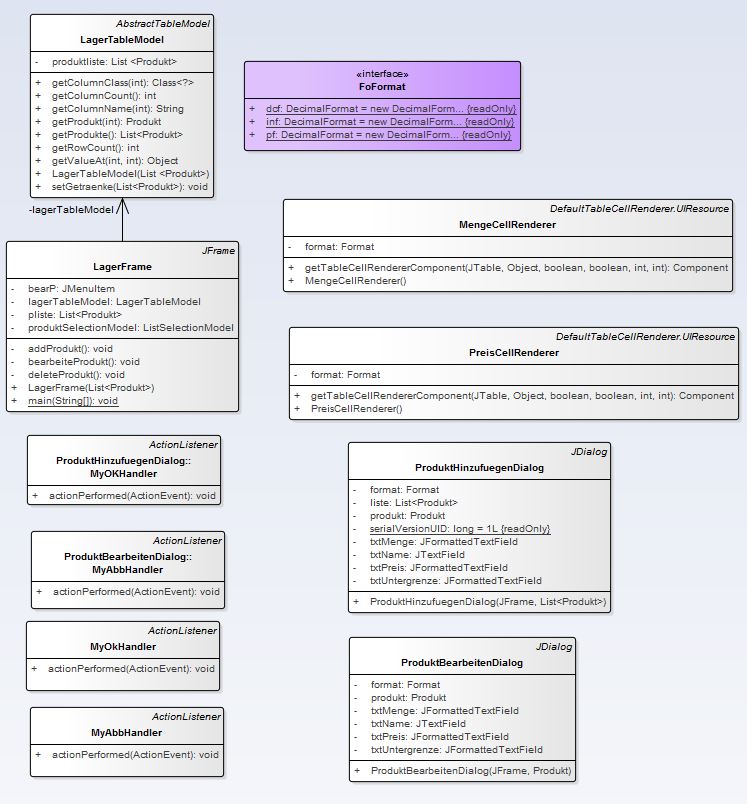 AbstractTableModel
LagerTableModel
- produktliste: List <Produkt>
+ getColumnClass(int): Class<?>
+ getColumnCount(): int
+ getColumnName(int): String
+ getProdukt(int): Produkt
+ getProdukte(): List<Produkt>
+ getRowCount(): int
+ getValueAt(int, int): Object
+ LagerTableModel(List <Produkt>)
+ setGetraenke(List<Produkt>): void
«interface»
FoFormat
+ dcf: DecimalFormat = new DecimalForm... {readOnly}
+ inf: DecimalFormat = new DecimalForm... {readOnly}
+ pf: DecimalFormat = new DecimalForm... {readOnly}
-lagerTableModel
DefaultTableCellRenderer.UIResource
MengeCellRenderer
- format: Format
+ getTableCellRendererComponent(JTable, Object, boolean, boolean, int, int): Component
+ MengeCellRenderer()
JFrame
LagerFrame
- bearP: JMenuItem
- lagerTableModel: LagerTableModel
- pliste: List<Produkt>
- produktSelectionModel: ListSelectionModel
- addProdukt(): void
- bearbeiteProdukt(): void
- deleteProdukt(): void
+ LagerFrame(List<Produkt>)
+ main(String[]): void
DefaultTableCellRenderer.UIResource
PreisCellRenderer
- format: Format
+ getTableCellRendererComponent(JTable, Object, boolean, boolean, int, int): Component
+ PreisCellRenderer()
ActionListener
ProduktHinzufuegenDialog::
MyOKHandler
+ actionPerformed(ActionEvent): void
JDialog
ProduktHinzufuegenDialog
- format: Format
- liste: List<Produkt>
- produkt: Produkt
- serialVersionUID: long = 1L {readOnly}
- txtMenge: JFormattedTextField
- txtName: JTextField
- txtPreis: JFormattedTextField
- txtUntergrenze: JFormattedTextField
+ ProduktHinzufuegenDialog(JFrame, List<Produkt>)
ActionListener
ProduktBearbeitenDialog::
MyAbbHandler
+ actionPerformed(ActionEvent): void
ActionListener
MyOkHandler
+ actionPerformed(ActionEvent): void
JDialog
ProduktBearbeitenDialog
- format: Format
- produkt: Produkt
- txtMenge: JFormattedTextField
- txtName: JTextField
- txtPreis: JFormattedTextField
- txtUntergrenze: JFormattedTextField
+ ProduktBearbeitenDialog(JFrame, Produkt)
ActionListener
MyAbbHandler
+ actionPerformed(ActionEvent): void